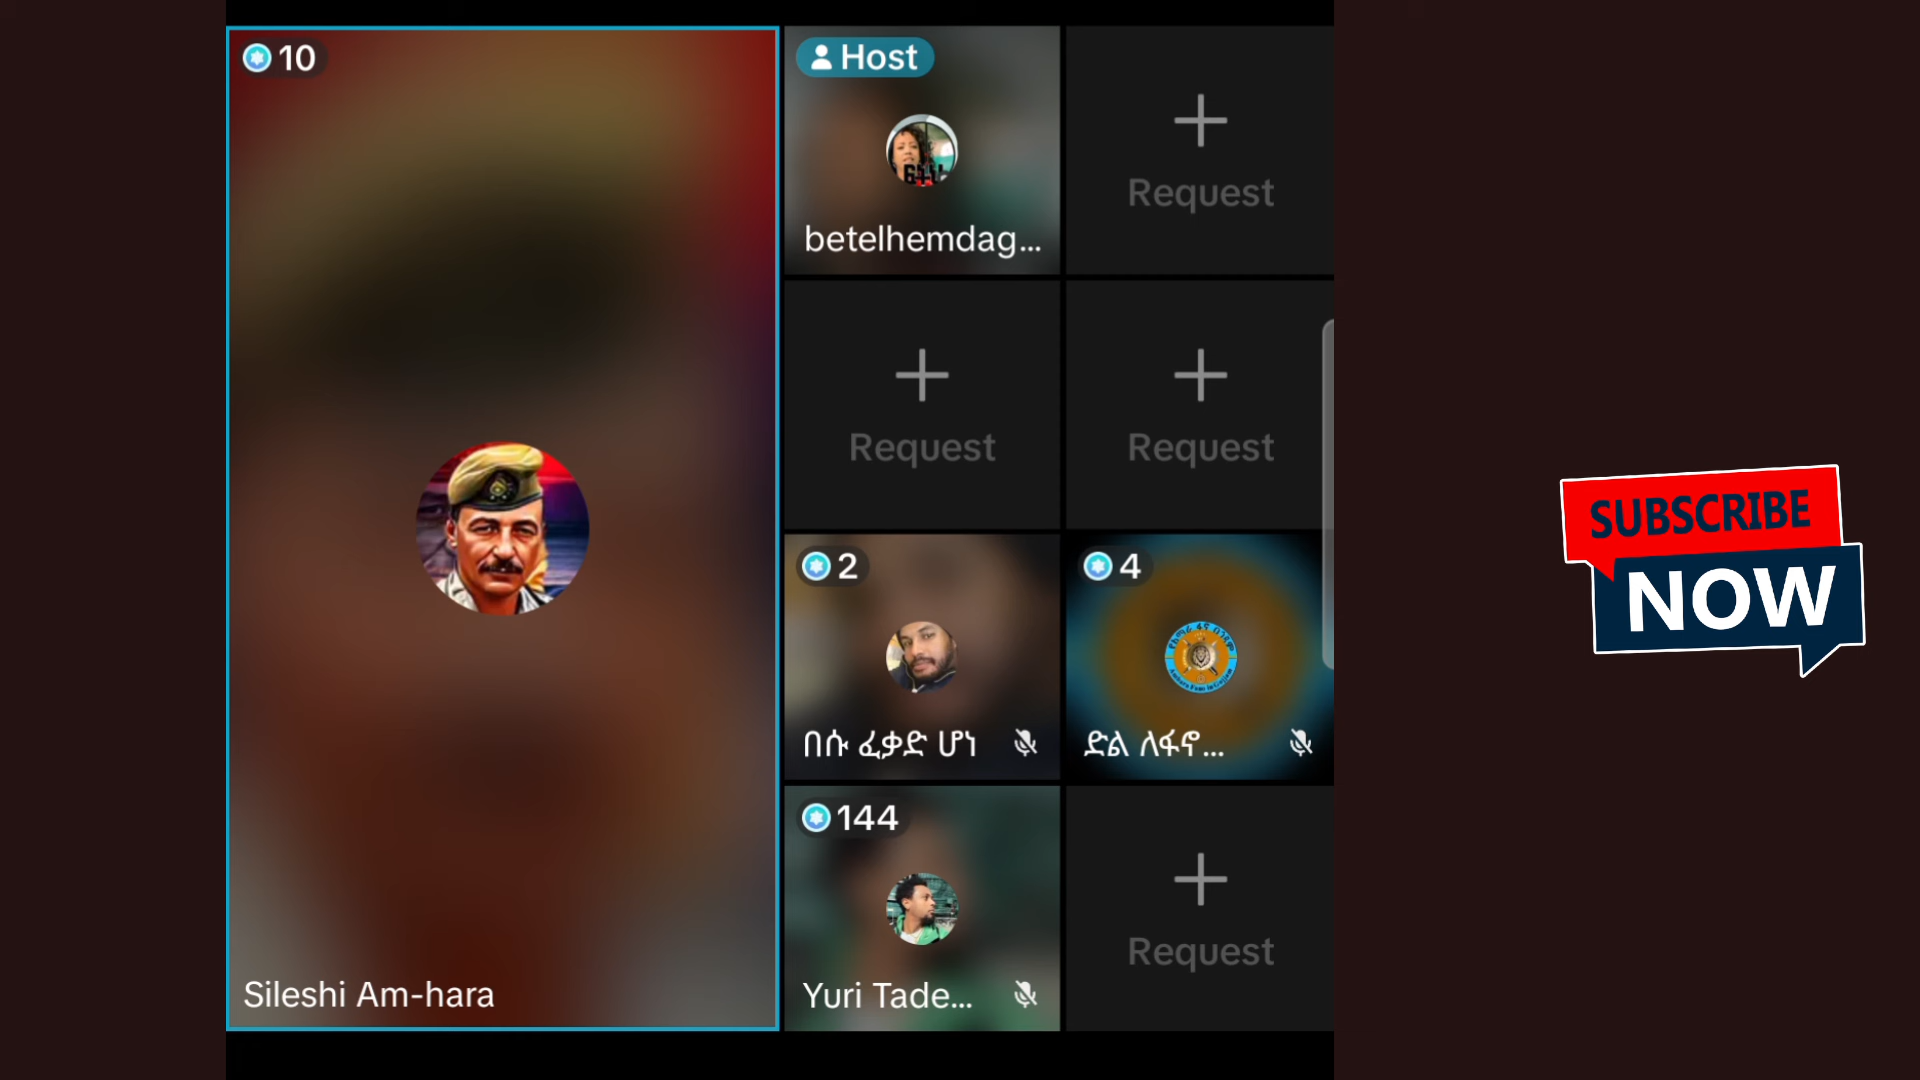 10
Sileshi Am-hara
Host
betelhemdag...
Request
Request
Request
2
በሱ ፈቃድ ሆነ
4
ድል ለፋኖ...
144
Yuri Tade...
Request
SUBSCRIBE
NOW